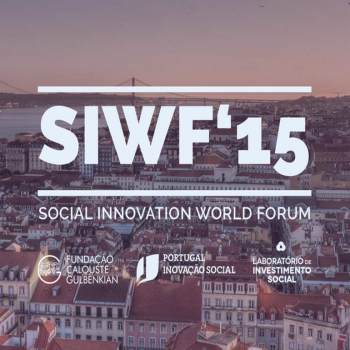 SIWF'15
SOCIAL INNOVATION WORLD FORUM
FUNDAÇÃO
CALOUSTE
GULBENKIAN
PORTUGAL
INOVAÇÃO SOCIAL
LABORATÓRIO DE
INVESTIMENTO
SOCIAL